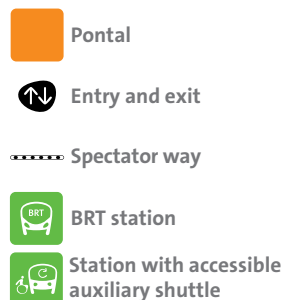 Pontal
Entry and exit
Spectator way
BRT
BRT station
Station with accessible
auxiliary shuttle